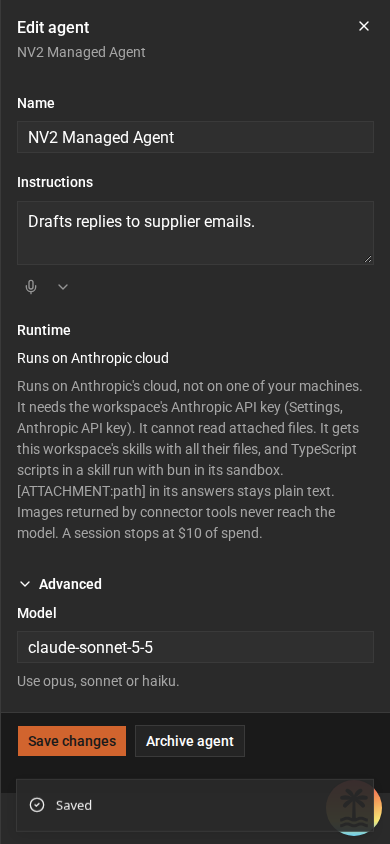 Edit agent
NV2 Managed Agent
Name
NV2 Managed Agent
Instructions
Drafts replies to supplier emails.
Runtime
Runs on Anthropic cloud
Runs on Anthropic's cloud, not on one of your machines.
It needs the workspace's Anthropic API key (Settings,
Anthropic API key). It cannot read attached files. It gets
this workspace's skills with all their files, and TypeScript
scripts in a skill run with bun in its sandbox.
[ATTACHMENT:path] in its answers stays plain text.
Images returned by connector tools never reach the
model. A session stops at $10 of spend.
Advanced
Model
claude-sonnet-5-5
Use opus, sonnet or haiku.
Save changes
Archive agent
Saved